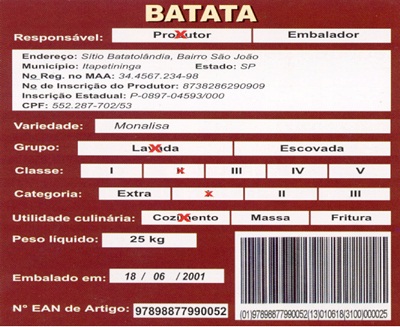 BATATA
Responsável: Produtor Embalador
Endereço: Sítio Batatolândia, Bairro São João
Município: Itapetininga Estado: SP
No Reg. no MAA: 34.4567.234-98
No de Inscrição do Produtor: 8738286290909
Inscrição Estadual: P-0897-04593/000
CPF: 552.287-702/53
Variedade: Monalisa
Grupo: Lavada Escovada
Classe: I II III IV V
Categoria: Extra I II III
Utilidade culinária: Cozimento Massa Fritura
Peso líquido: 25 kg
Embalado em: 18 / 06 / 2001
N° EAN de Artigo: 97898877990052
(01)97898877990052(13)010618(3100)000025